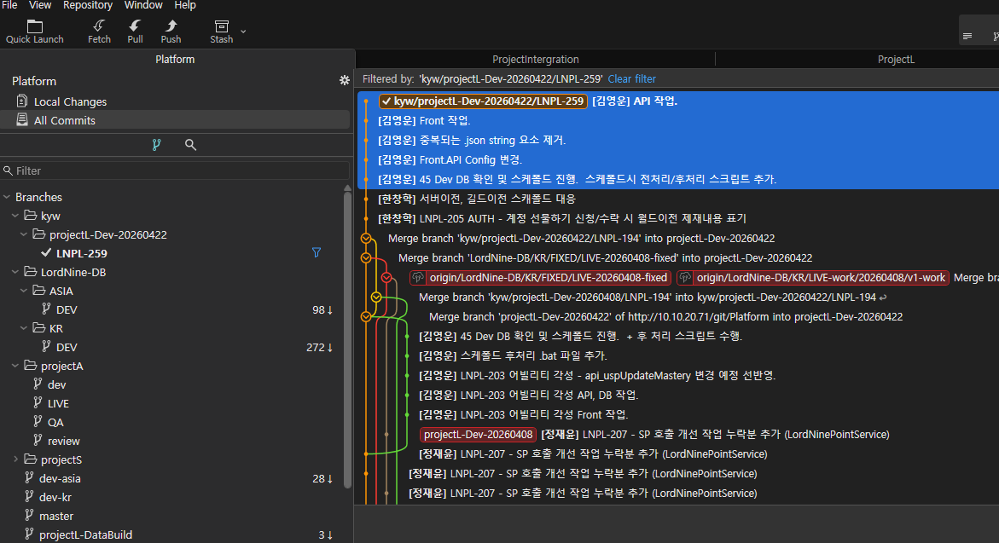 File View Repository Window Help
Quick Launch Fetch Pull Push Stash
Platform ProjectIntergration ProjectL
Platform
Local Changes
All Commits
Filter
Branches
kyw
projectL-Dev-20260422
LNPL-259
LordNine-DB
ASIA
DEV 98↓
KR
DEV 272↓
projectA
dev
LIVE
QA
review
projectS
dev-asia 28↓
dev-kr
master
projectL-DataBuild 3↓
Filtered by: 'kyw/projectL-Dev-20260422/LNPL-259' Clear filter
kyw/projectL-Dev-20260422/LNPL-259 [김영운] API 작업.
[김영운] Front 작업.
[김영운] 중복되는 .json string 요소 제거.
[김영운] Front.API Config 변경.
[김영운] 45 Dev DB 확인 및 스케폴드 진행. 스케폴드시 전처리/후처리 스크립트 추가.
[한창학] 서버이전, 길드이전 스캐폴드 대응
[한창학] LNPL-205 AUTH - 계정 선물하기 신청/수락 시 월드이전 제재내용 표기
Merge branch 'kyw/projectL-Dev-20260422/LNPL-194' into projectL-Dev-20260422
Merge branch 'LordNine-DB/KR/FIXED/LIVE-20260408-fixed' into projectL-Dev-20260422
origin/LordNine-DB/KR/FIXED/LIVE-20260408-fixed origin/LordNine-DB/KR/LIVE-work/20260408/v1-work Merge bra
Merge branch 'kyw/projectL-Dev-20260408/LNPL-194' into kyw/projectL-Dev-20260422/LNPL-194
Merge branch 'projectL-Dev-20260422' of http://10.10.20.71/git/Platform into projectL-Dev-20260422
[김영운] 45 Dev DB 확인 및 스케폴드 진행. + 후 처리 스크립트 수행.
[김영운] 스케폴드 후처리 .bat 파일 추가.
[김영운] LNPL-203 어빌리티 각성 - api_uspUpdateMastery 변경 예정 선반영.
[김영운] LNPL-203 어빌리티 각성 API, DB 작업.
[김영운] LNPL-203 어빌리티 각성 Front 작업.
projectL-Dev-20260408 [정재윤] LNPL-207 - SP 호출 개선 작업 누락분 추가 (LordNinePointService)
[정재윤] LNPL-207 - SP 호출 개선 작업 누락분 추가 (LordNinePointService)
[정재윤] LNPL-207 - SP 호출 개선 작업 누락분 추가 (LordNinePointService)
[정재윤] LNPL-207 - SP 호출 개선 작업 누락분 추가 (LordNinePointService)